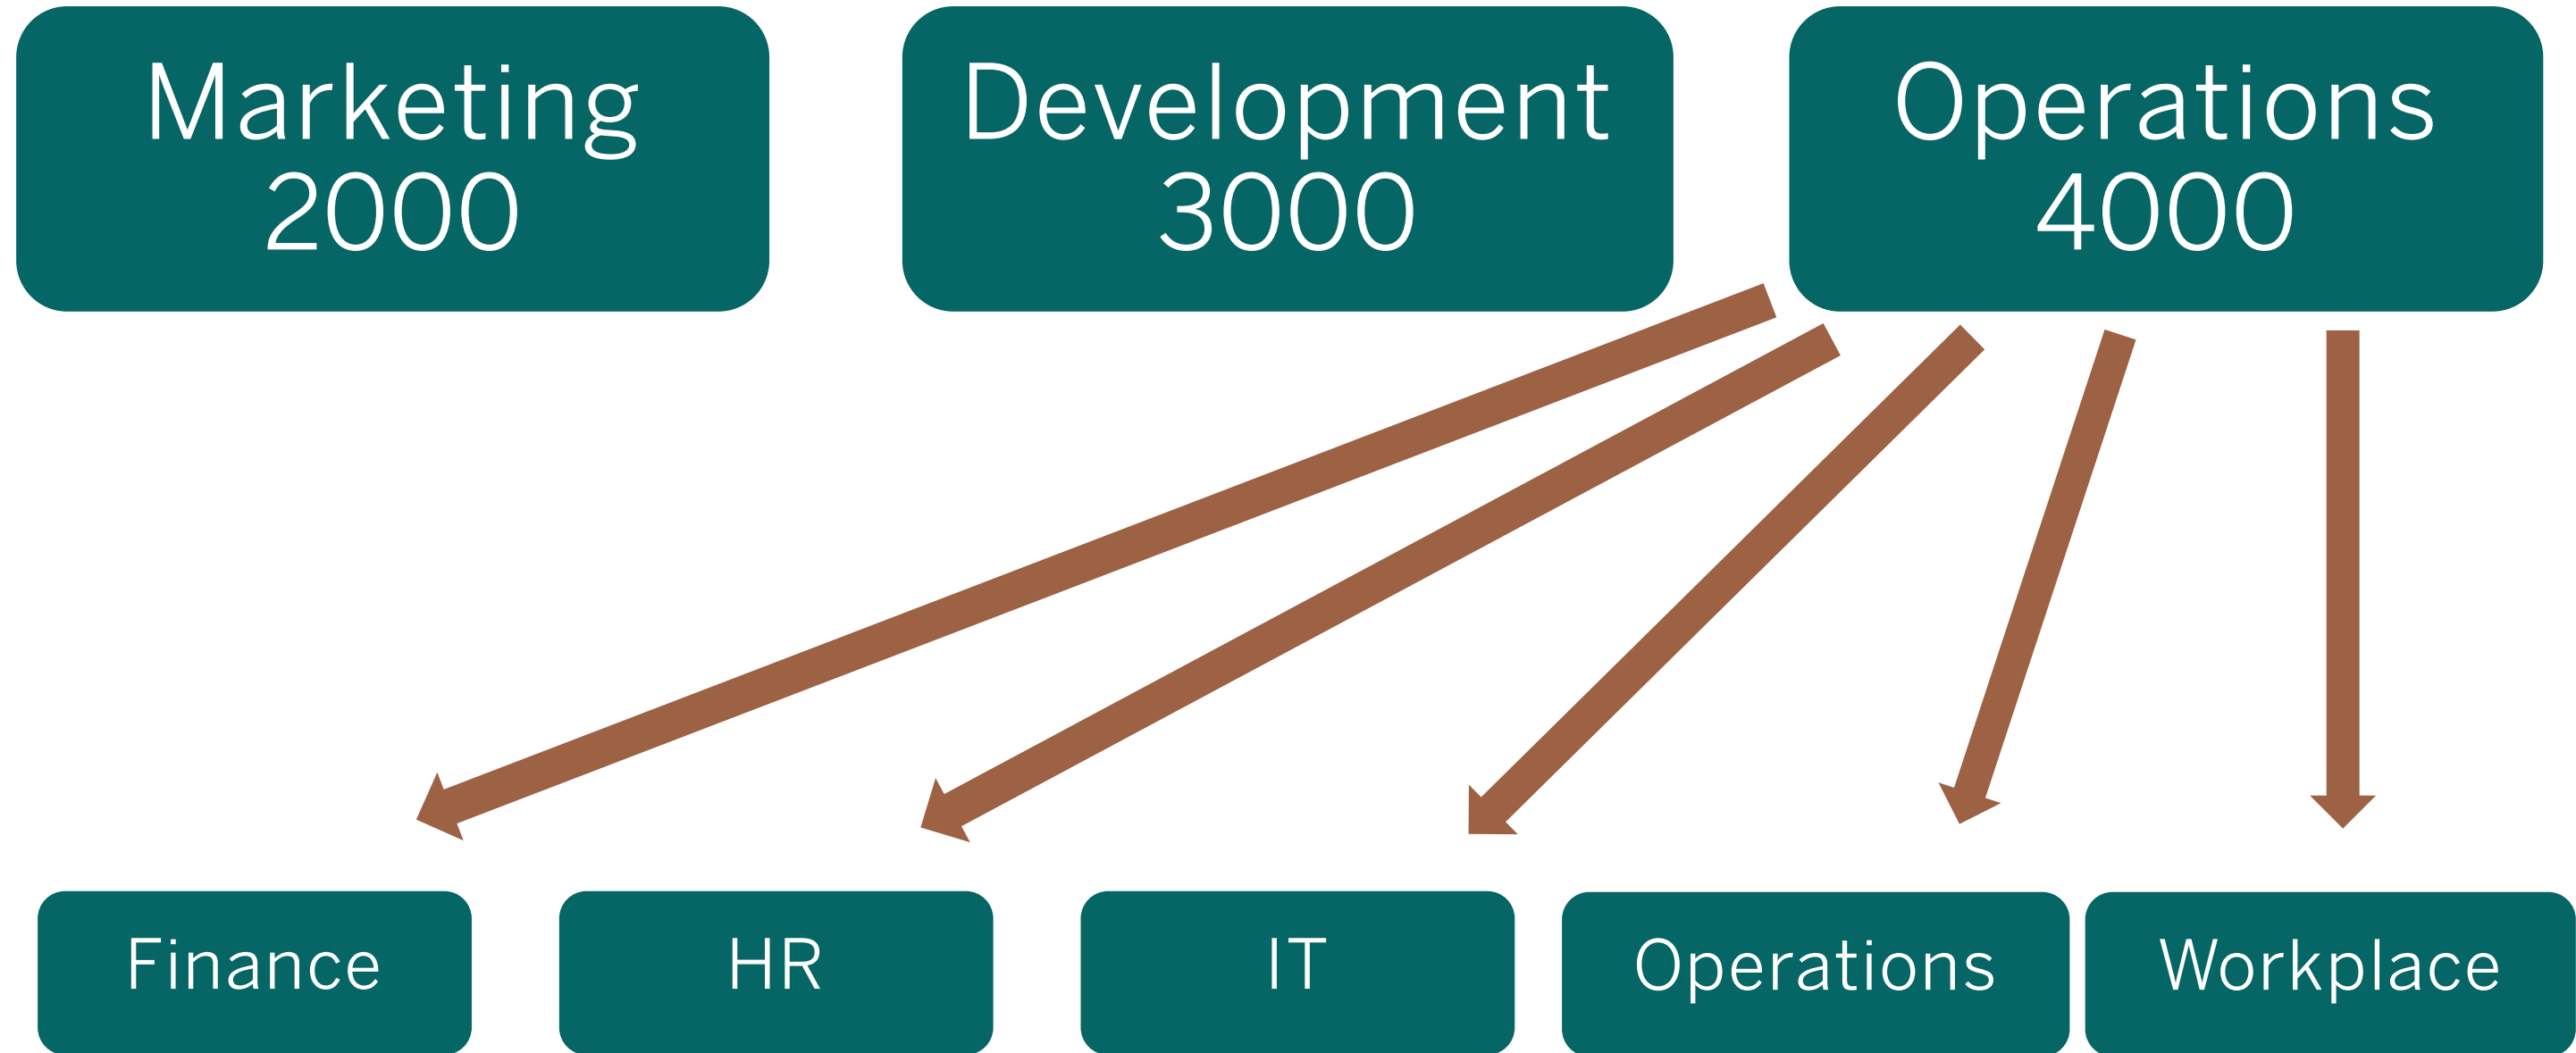 Marketing
2000
Development
3000
Operations
4000
Finance
HR
IT
Operations
Workplace